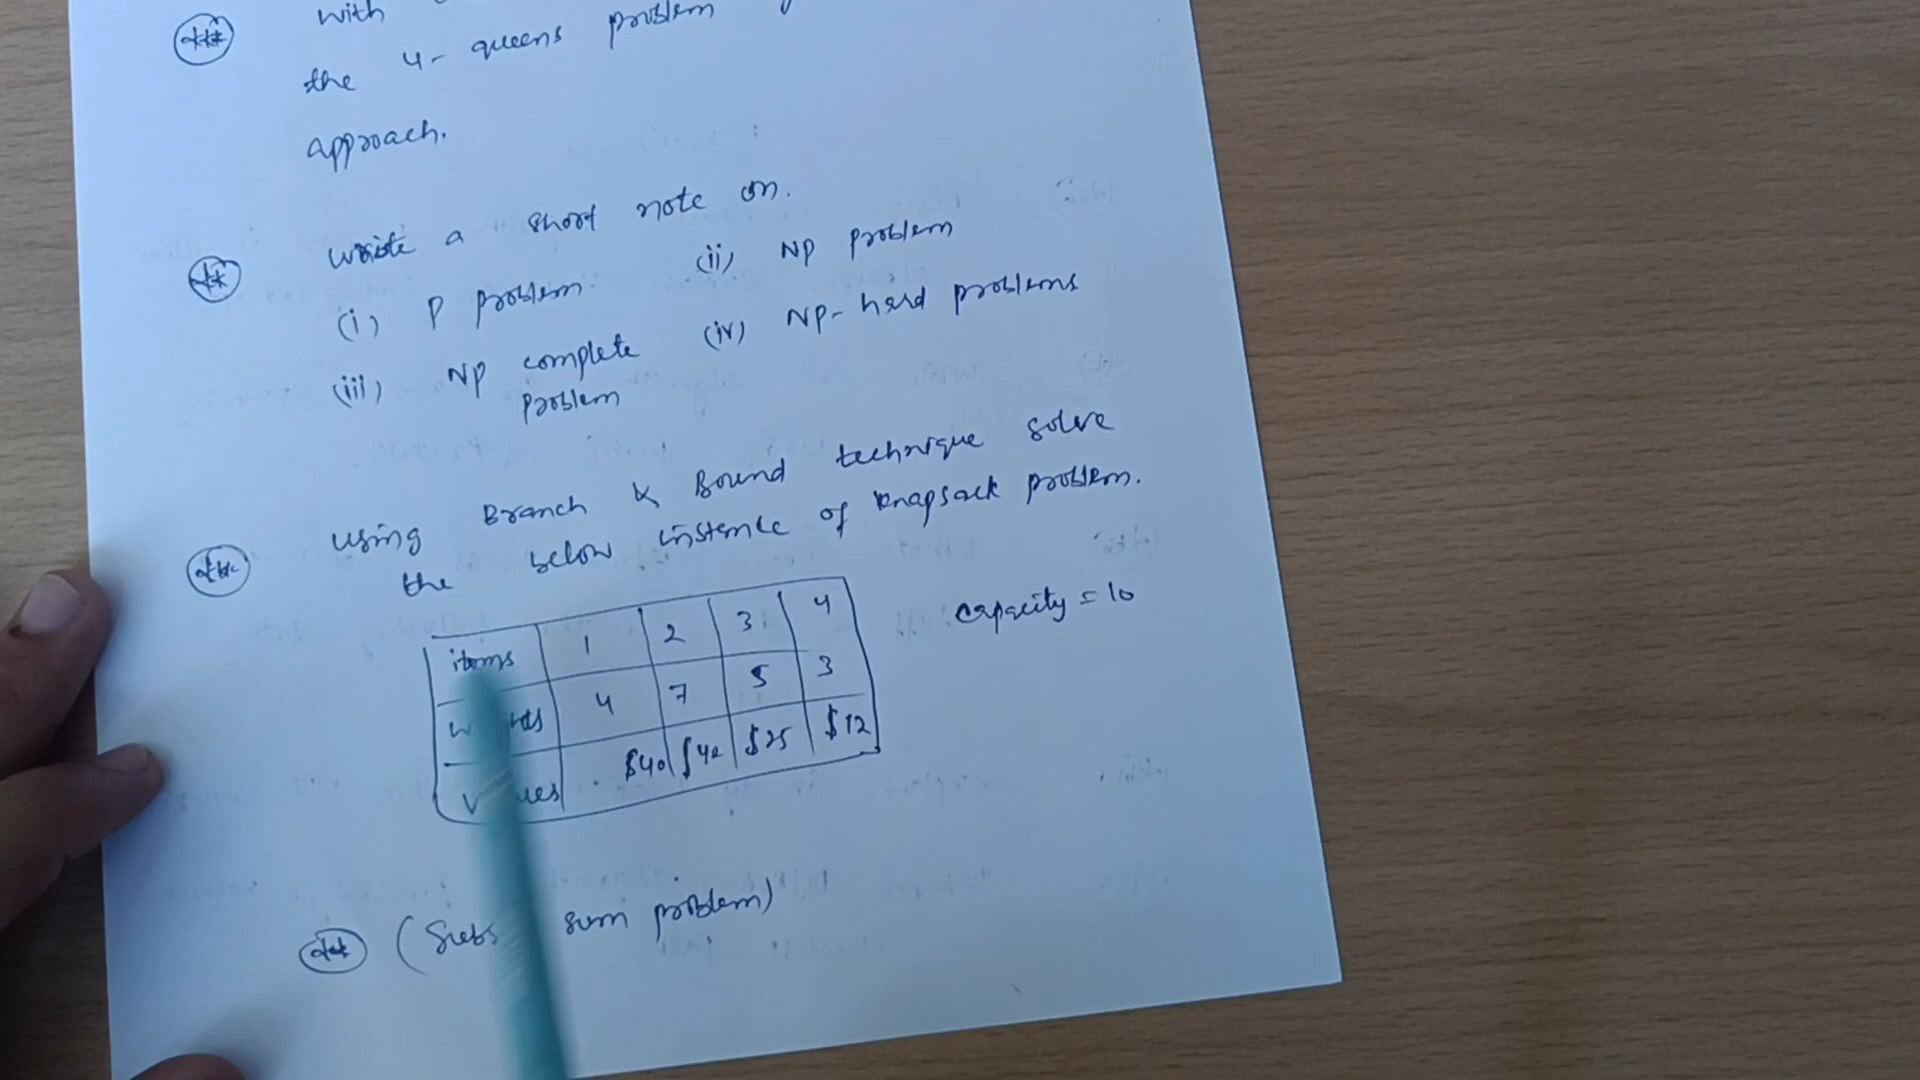 with
the 4-queens problem
approach.
write a short note on.
(i) P problem (ii) NP problem
(iii) NP complete problem (iv) NP-hard problems
using Branch & Bound technique solve
the below instance of knapsack problem.
capacity = 10
items 1 2 3 4
4 7 5 3
$40 $42 $25 $12
sum problem)